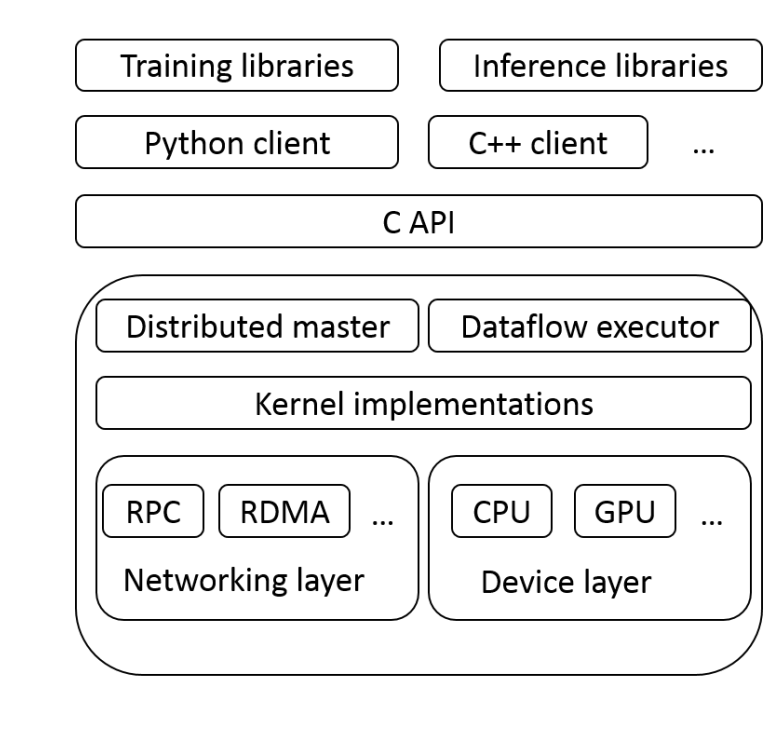 Training libraries Inference libraries
Python client C++ client ...
C API
Distributed master Dataflow executor
Kernel implementations
RPC RDMA ... CPU GPU ...
Networking layer Device layer